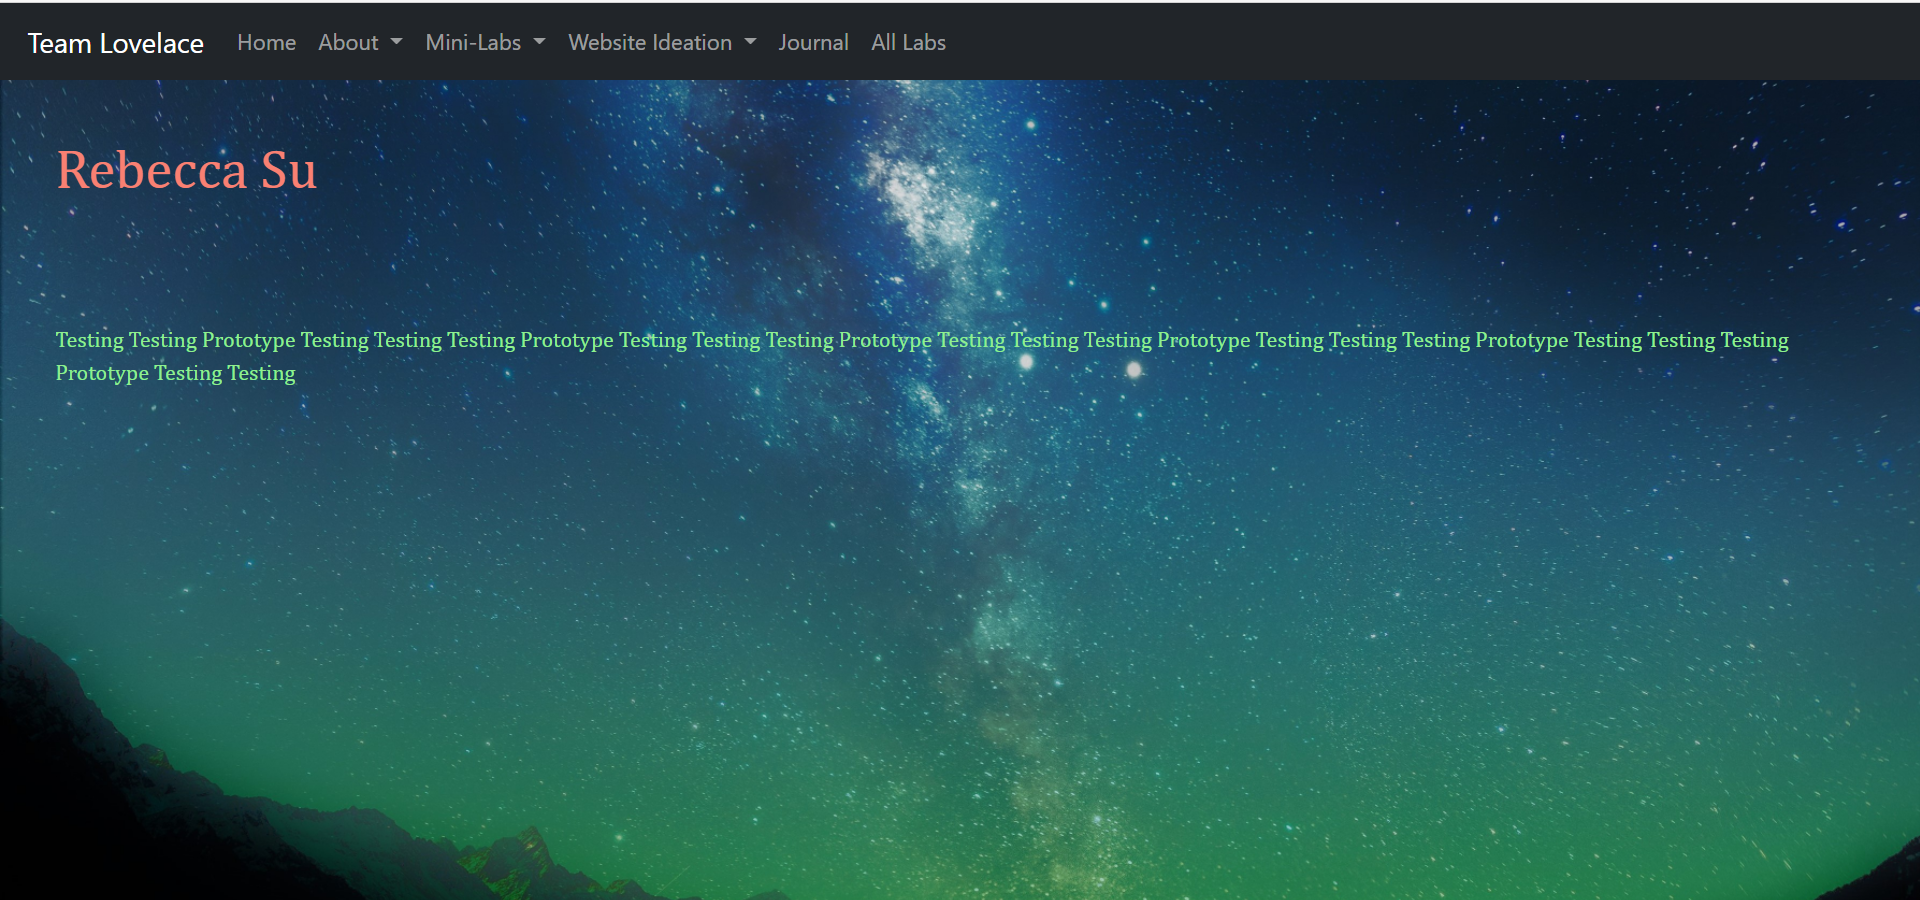 Team Lovelace Home About Mini-Labs Website Ideation Journal All Labs
Rebecca Su
Testing Testing Prototype Testing Testing Testing Prototype Testing Testing Testing Prototype Testing Testing Testing Prototype Testing Testing Testing Prototype Testing Testing Testing
Prototype Testing Testing